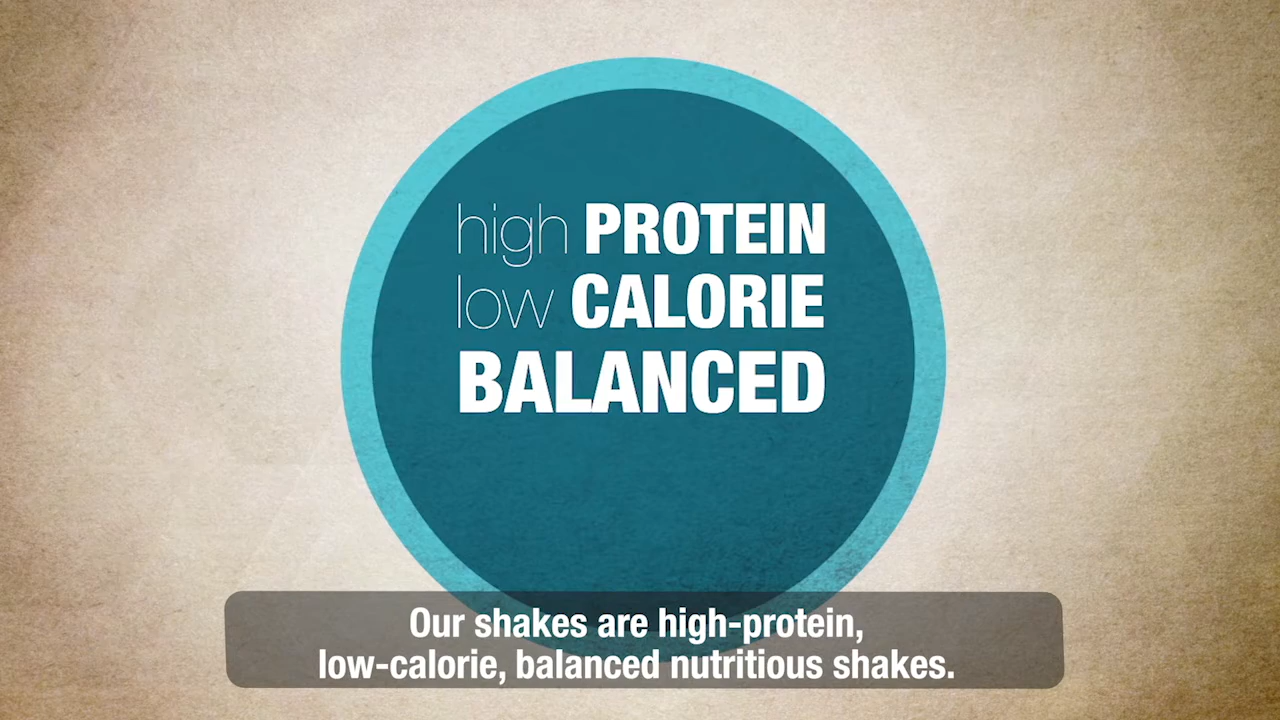 high PROTEIN
low CALORIE
BALANCED
Our shakes are high-protein,
low-calorie, balanced nutritious shakes.